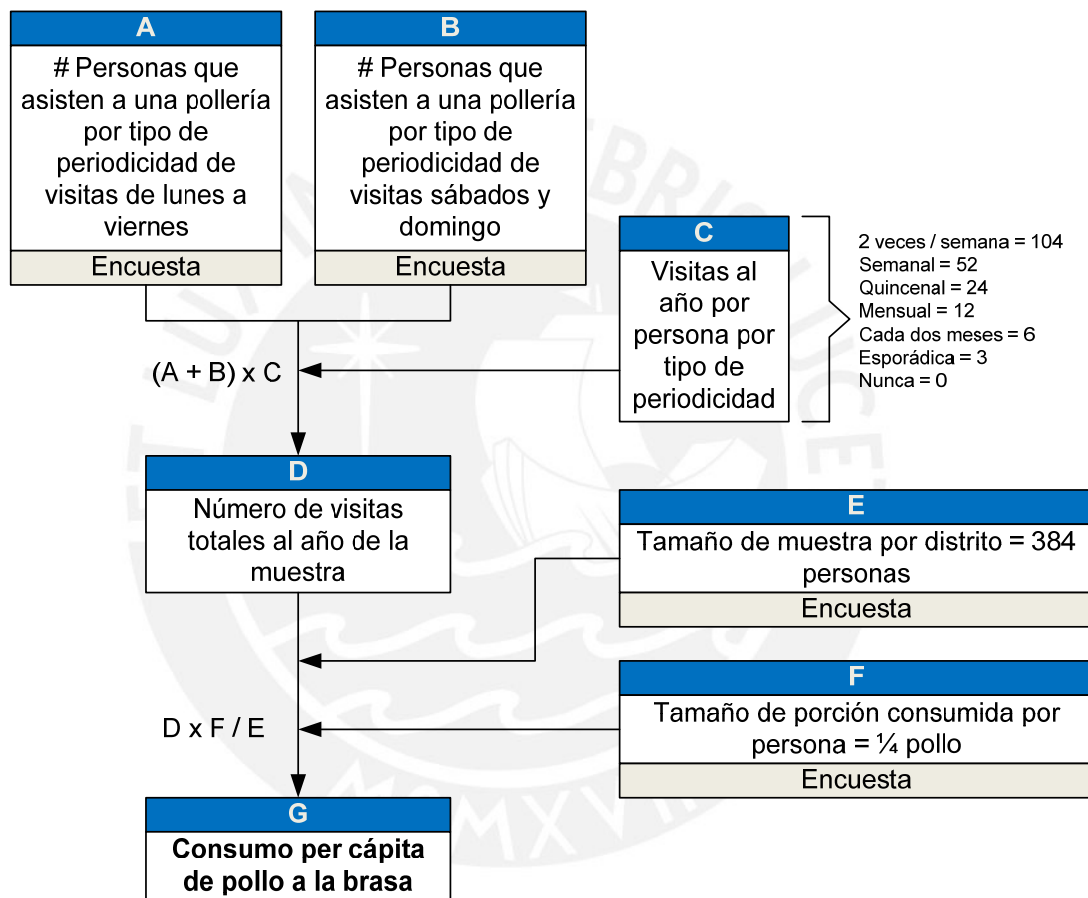 A
# Personas que
asisten a una pollería
por tipo de
periodicidad de
visitas de lunes a
viernes
Encuesta
B
# Personas que
asisten a una pollería
por tipo de
periodicidad de
visitas sábados y
domingo
Encuesta
C
Visitas al
año por
persona por
tipo de
periodicidad
2 veces / semana = 104
Semanal = 52
Quincenal = 24
Mensual = 12
Cada dos meses = 6
Esporádica = 3
Nunca = 0
(A + B) x C
D
Número de visitas
totales al año de la
muestra
E
Tamaño de muestra por distrito = 384
personas
Encuesta
F
Tamaño de porción consumida por
persona = ¼ pollo
Encuesta
D x F / E
G
Consumo per cápita
de pollo a la brasa